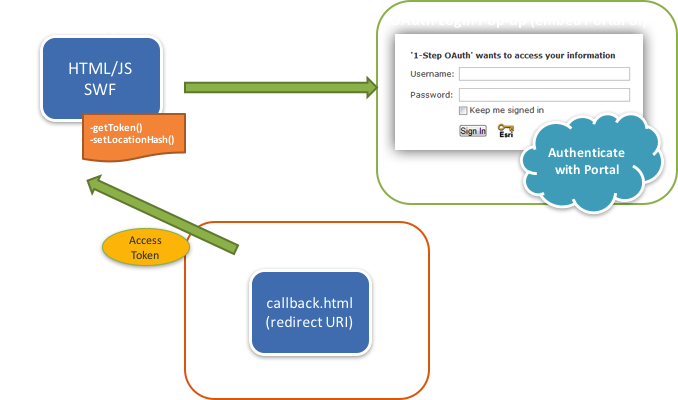 HTML/JS
SWF
-getToken()
-setLocationHash()
'1-Step OAuth' wants to access your information
Username:
Password:
Keep me signed in
Sign In
Esri
Authenticate
with Portal
Access
Token
callback.html
(redirect URI)